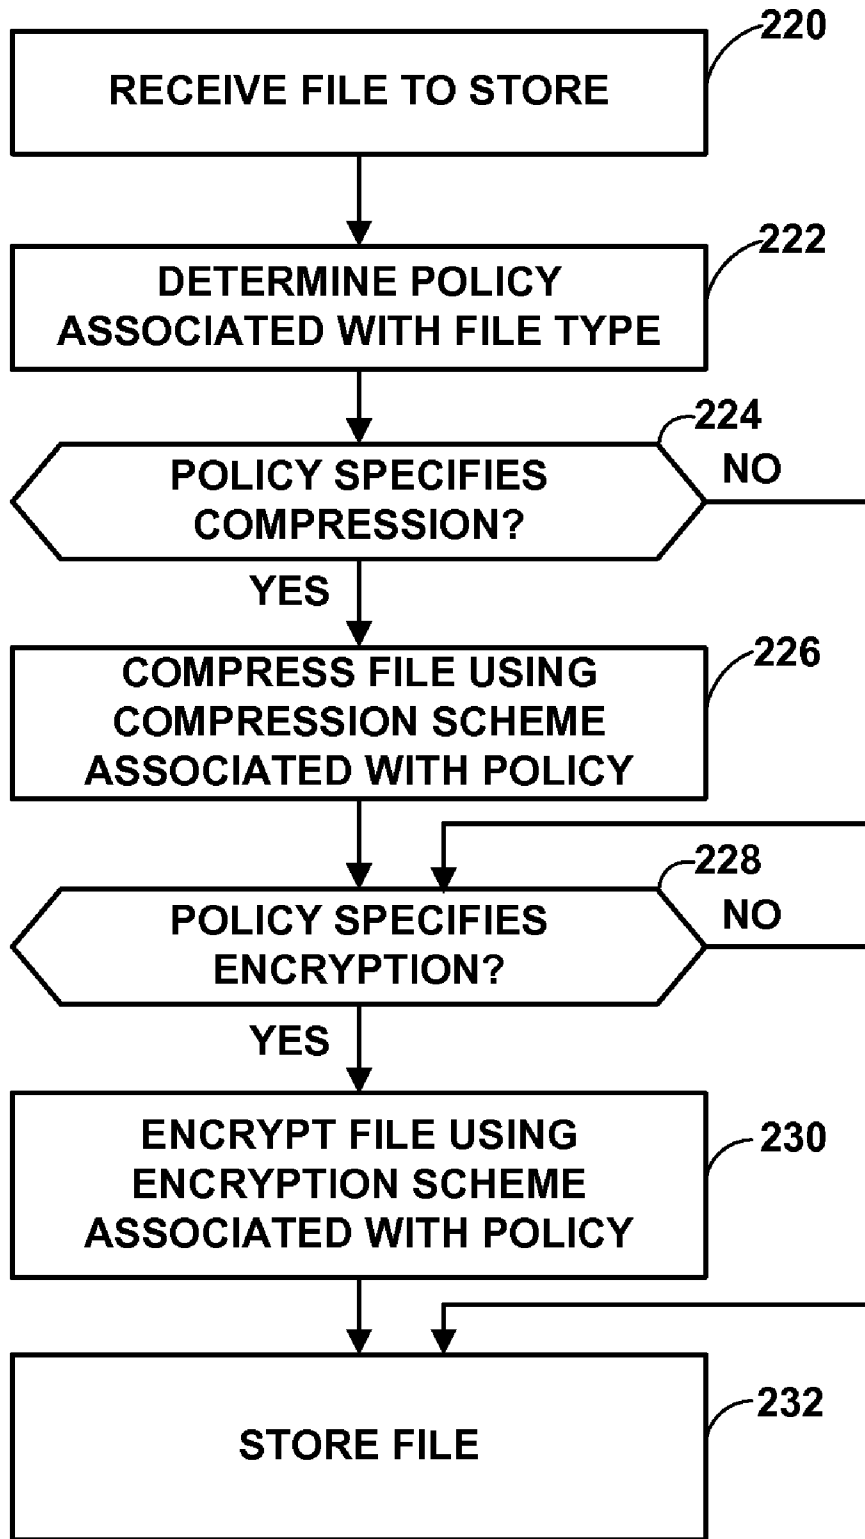 220
RECEIVE FILE TO STORE
222
DETERMINE POLICY
ASSOCIATED WITH FILE TYPE
224
POLICY SPECIFIES
COMPRESSION?
NO
YES
226
COMPRESS FILE USING
COMPRESSION SCHEME
ASSOCIATED WITH POLICY
228
POLICY SPECIFIES
ENCRYPTION?
NO
YES
230
ENCRYPT FILE USING
ENCRYPTION SCHEME
ASSOCIATED WITH POLICY
232
STORE FILE